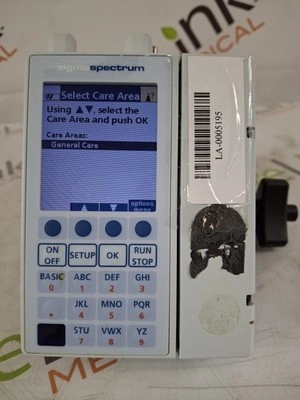 sigmaspectrum
Select Care Area
Using ▲▼, select the
Care Area and push OK
Care Areas:
General Care
options
menu
ON
OFF
SETUP
OK
RUN
STOP
BASIC
0
ABC
1
DEF
2
GHI
3
JKL
4
MNO
5
PQR
6
STU
7
VWX
8
YZ
9
LA-0005195
MEDICAL